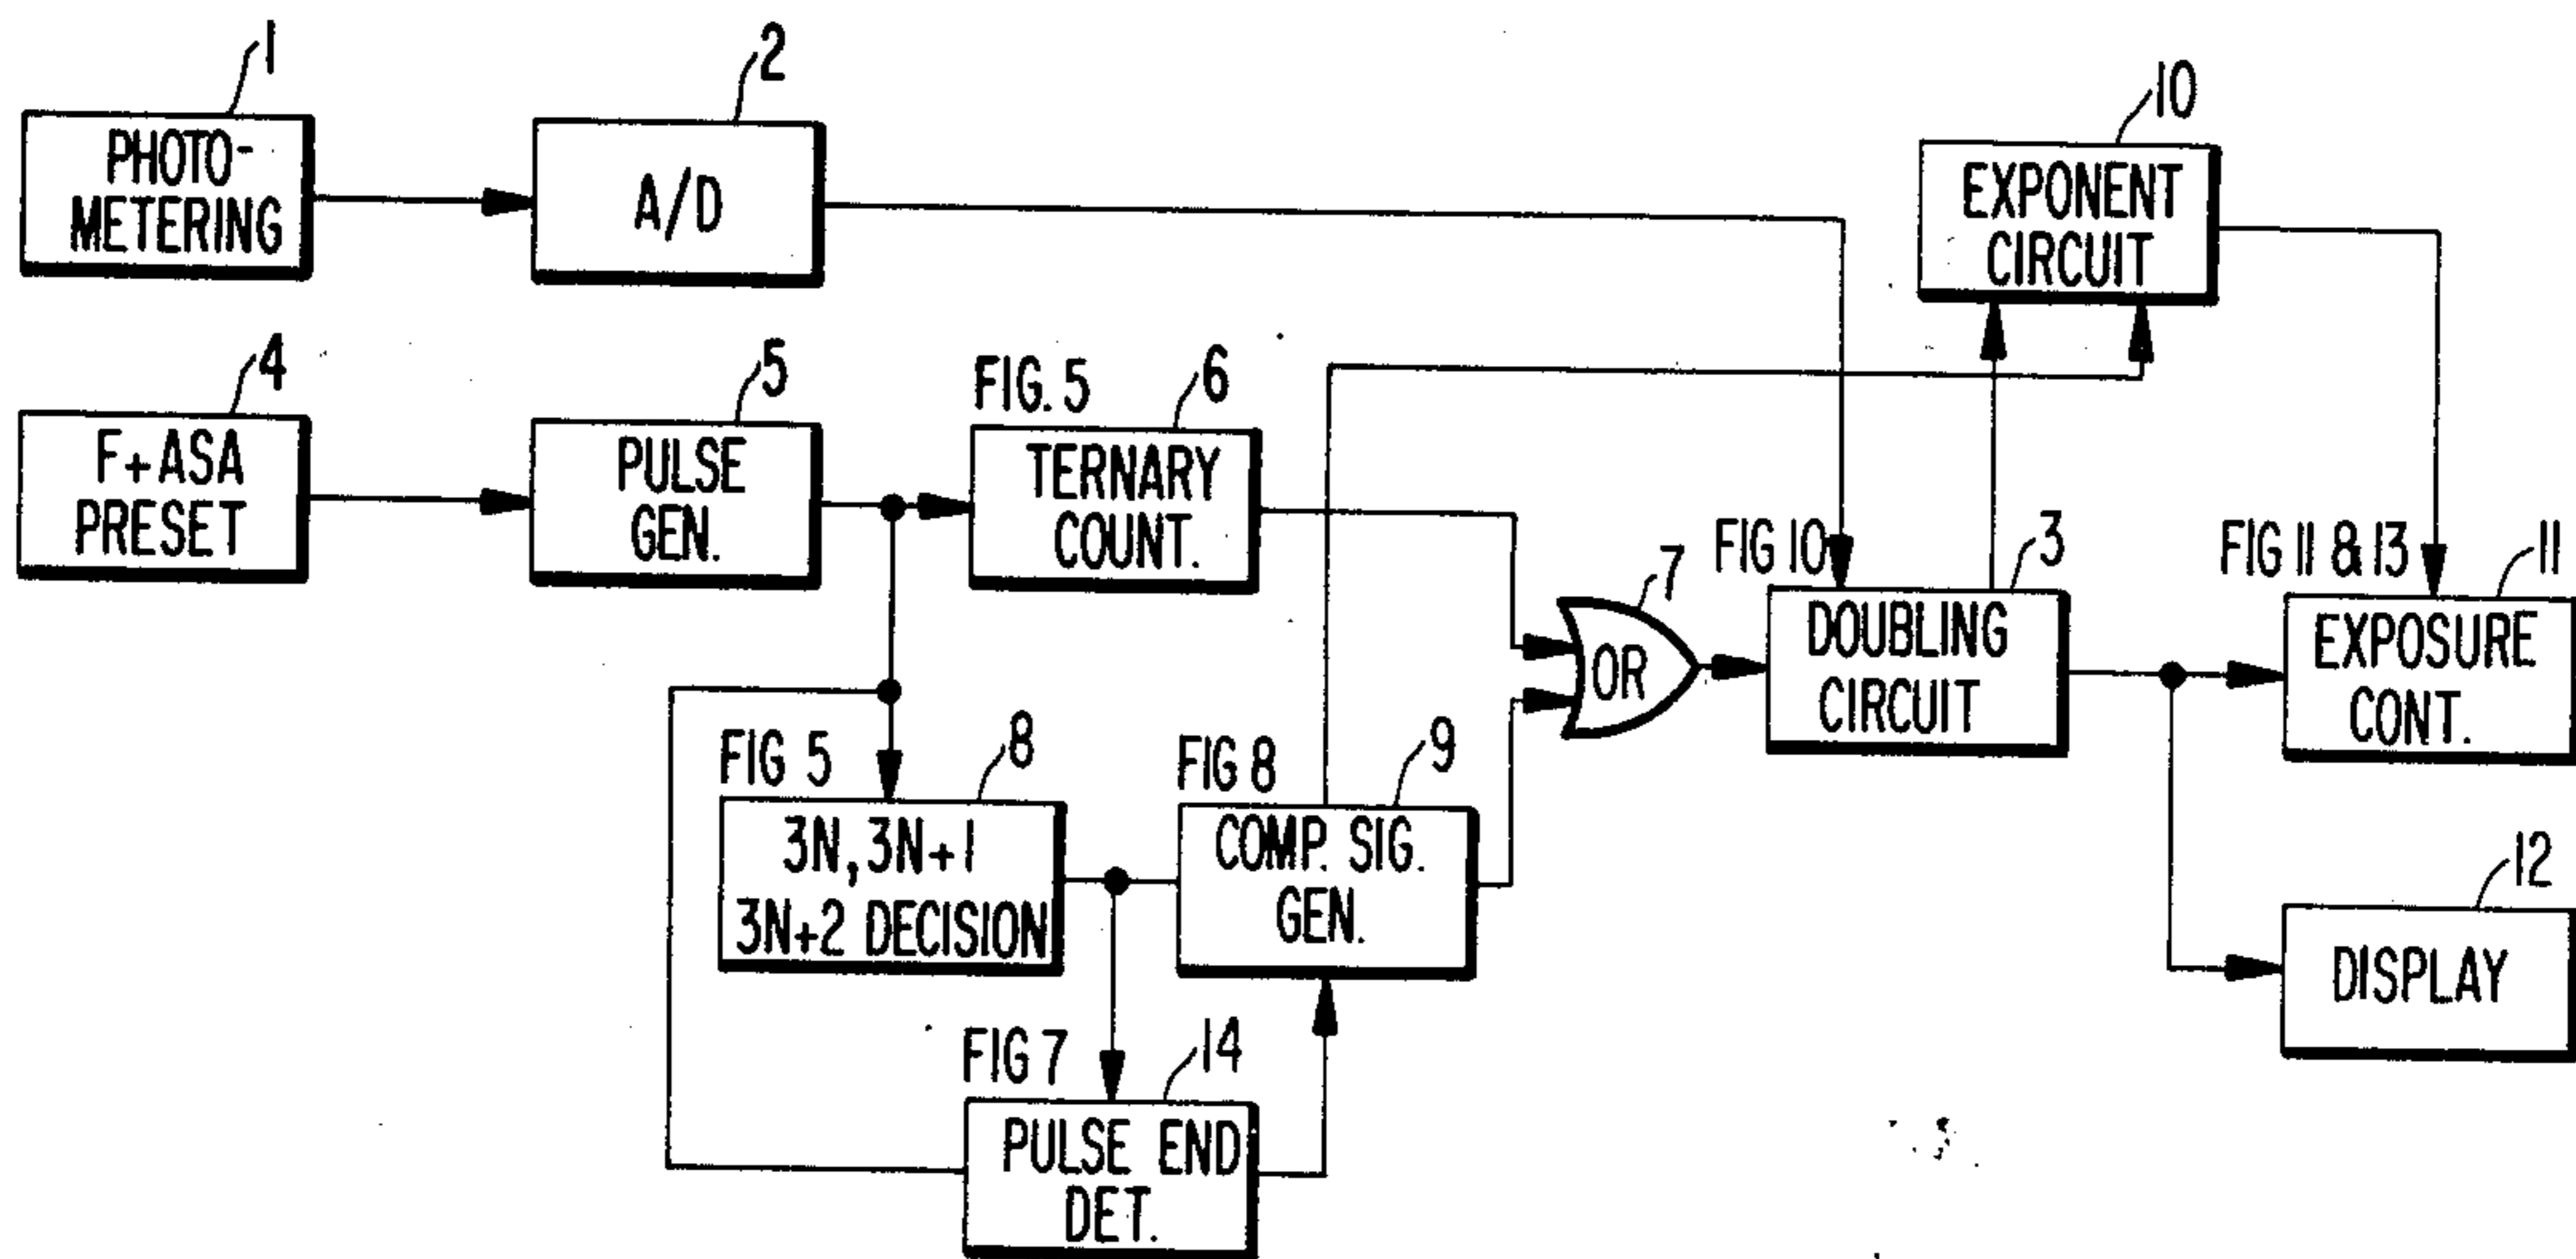 1
PHOTO-
METERING
2
A/D
10
EXPONENT
CIRCUIT
4
F+ASA
PRESET
5
PULSE
GEN.
FIG. 5
6
TERNARY
COUNT.
7
OR
FIG 10
3
DOUBLING
CIRCUIT
FIG 11 & 13
11
EXPOSURE
CONT.
FIG 5
8
3N, 3N+1
3N+2 DECISION
FIG 8
9
COMP. SIG.
GEN.
12
DISPLAY
FIG 7
14
PULSE END
DET.